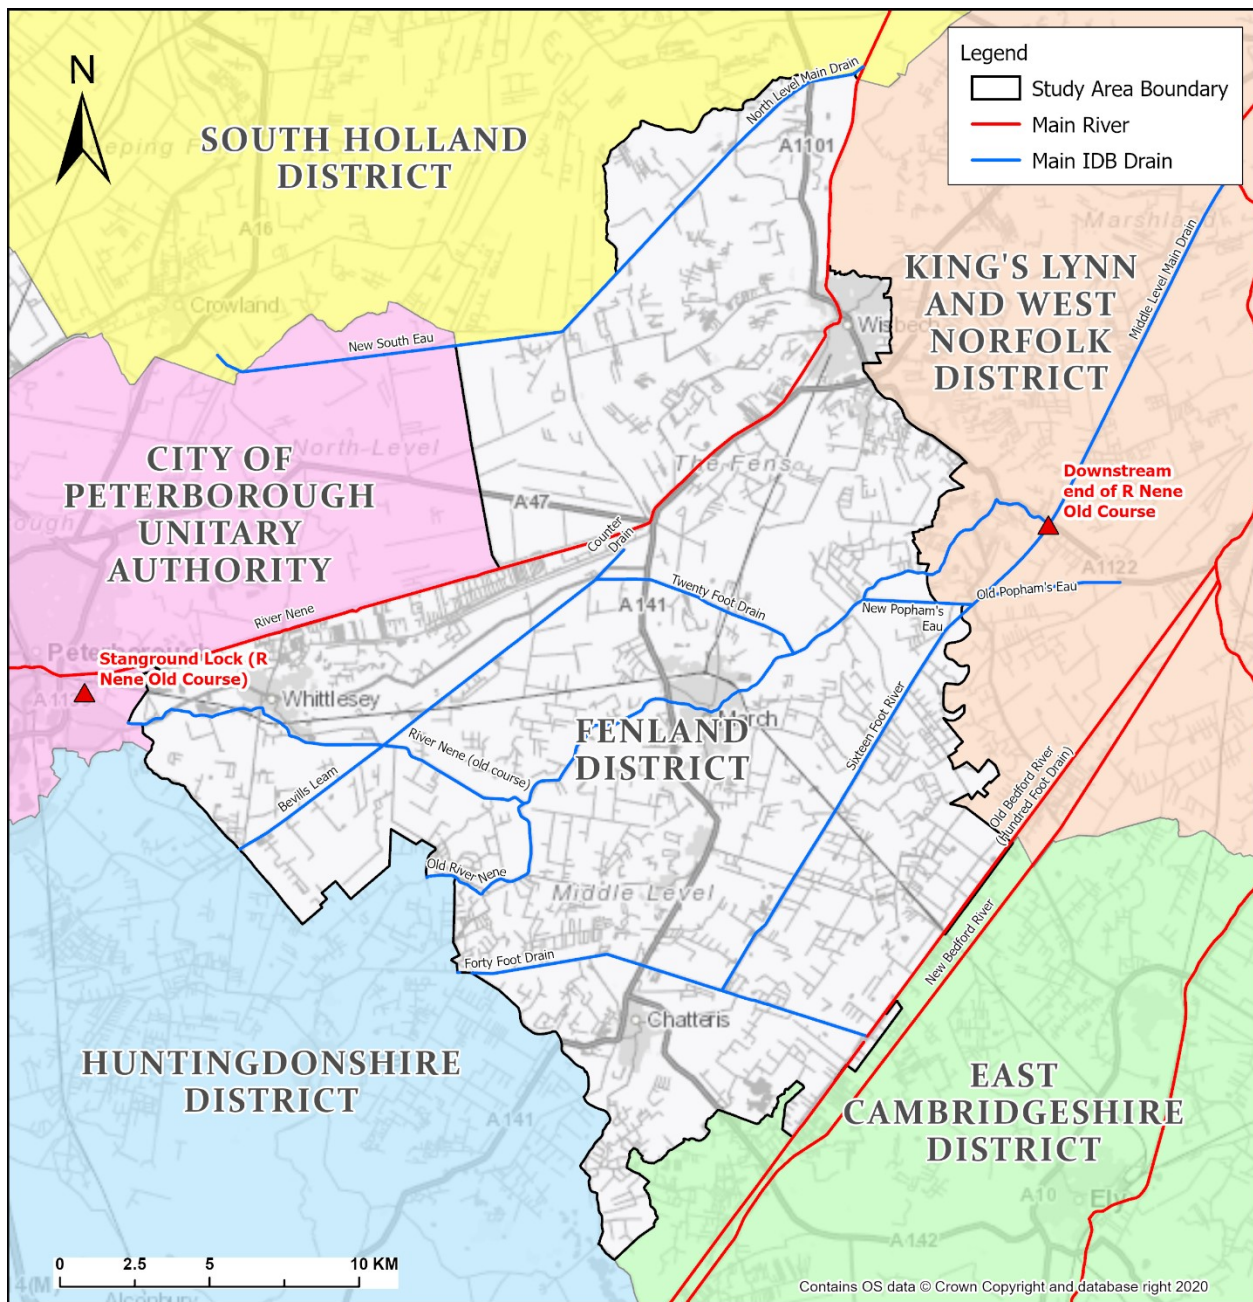 N
Legend
Study Area Boundary
Main River
Main IDB Drain
SOUTH HOLLAND
DISTRICT
A16
Crowland
North Level Main Drain
A1101
Marshland
Middle Level Main Drain
KING'S LYNN
AND WEST
NORFOLK
DISTRICT
Wisbech
New South Eau
CITY OF
PETERBOROUGH
UNITARY
AUTHORITY
North Level
The Fens
A47
Counter
Drain
Downstream
end of R Nene
Old Course
A1122
River Nene
Twenty Foot Drain
A141
Old Popham's Eau
New Popham's
Eau
Peterborough
Stanground Lock (R
Nene Old Course)
Whittlesey
March
FENLAND
DISTRICT
River Nene (old course)
Sixteen Foot River
Bevills Leam
Old Bedford River
(Hundred Foot Drain)
Old River Nene
Middle Level
New Bedford River
Forty Foot Drain
Chatteris
HUNTINGDONSHIRE
DISTRICT
A141
EAST
CAMBRIDGESHIRE
DISTRICT
A10
Ely
A142
0 2.5 5 10 KM
Contains OS data © Crown Copyright and database right 2020